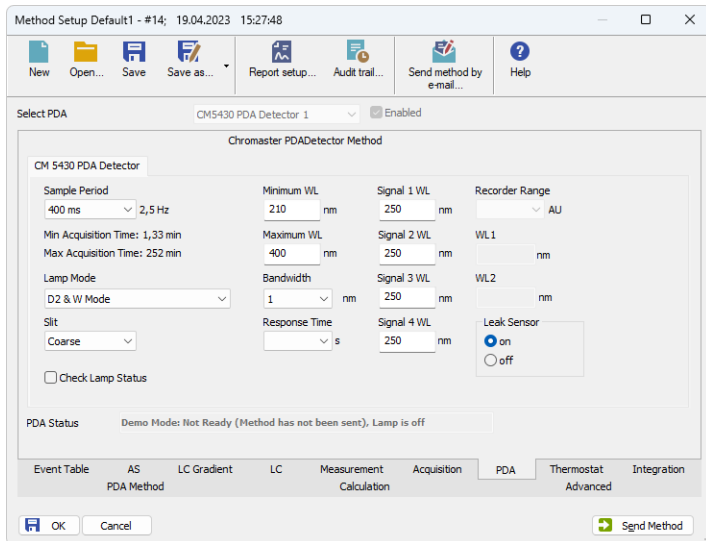 Method Setup Default1 - #14; 19.04.2023 15:27:48
New Open... Save Save as... Report setup... Audit trail... Send method by e-mail... Help
Select PDA CM5430 PDA Detector 1 Enabled
Chromaster PDADetector Method
CM 5430 PDA Detector
Sample Period Minimum WL Signal 1 WL Recorder Range
400 ms 2,5 Hz 210 nm 250 nm AU
Min Acquisition Time: 1,33 min Maximum WL Signal 2 WL WL1
Max Acquisition Time: 252 min 400 nm 250 nm nm
Lamp Mode Bandwidth Signal 3 WL WL2
D2 & W Mode 1 nm 250 nm nm
Slit Response Time Signal 4 WL Leak Sensor
Coarse s 250 nm on
off
Check Lamp Status
PDA Status Demo Mode: Not Ready (Method has not been sent), Lamp is off
Event Table AS LC Gradient LC Measurement Acquisition PDA Thermostat Integration
PDA Method Calculation Advanced
OK Cancel Send Method